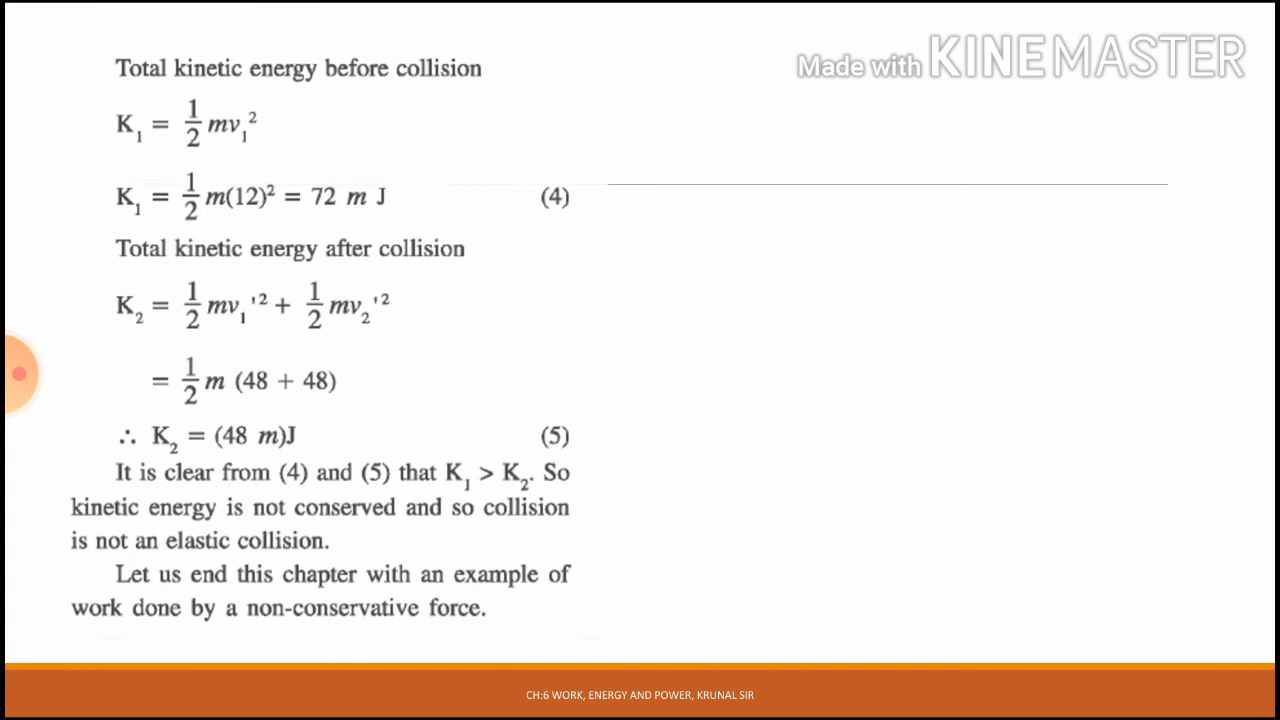 Made with KINEMASTER
Total kinetic energy before collision
K₁ = 1/2 mv₁²
K₁ = 1/2 m(12)² = 72 m J (4)
Total kinetic energy after collision
K₂ = 1/2 mv₁'² + 1/2 mv₂'²
= 1/2 m (48 + 48)
∴ K₂ = (48 m)J (5)
It is clear from (4) and (5) that K₁ > K₂. So
kinetic energy is not conserved and so collision
is not an elastic collision.
Let us end this chapter with an example of
work done by a non-conservative force.
CH:6 WORK, ENERGY AND POWER, KRUNAL SIR